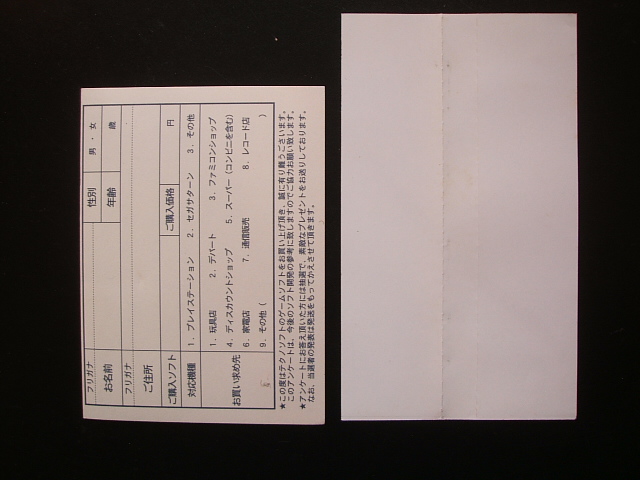 フリガナ
お名前
性別
男 ・ 女
年齢
歳
フリガナ
ご住所
ご購入ソフト
ご購入価格
円
対応機種
1. プレイステーション 2. セガサターン 3. その他
お買い求め先
1. 玩具店 2. デパート 3. ファミコンショップ
4. ディスカウントショップ 5. スーパー（コンビニを含む）
6. 家電店 7. 通信販売 8. レコード店
9. その他（ ）
★この度はテクノソフトのゲームソフトをお買い上げ頂き、誠に有り難うございます。
このアンケートは、今後のソフト開発の参考に致しますのでご協力お願い致します。
★アンケートにお答え頂いた方には抽選で、素敵なプレゼントをお送りしております。
なお、当選者の発表は発送をもってかえさせて頂きます。